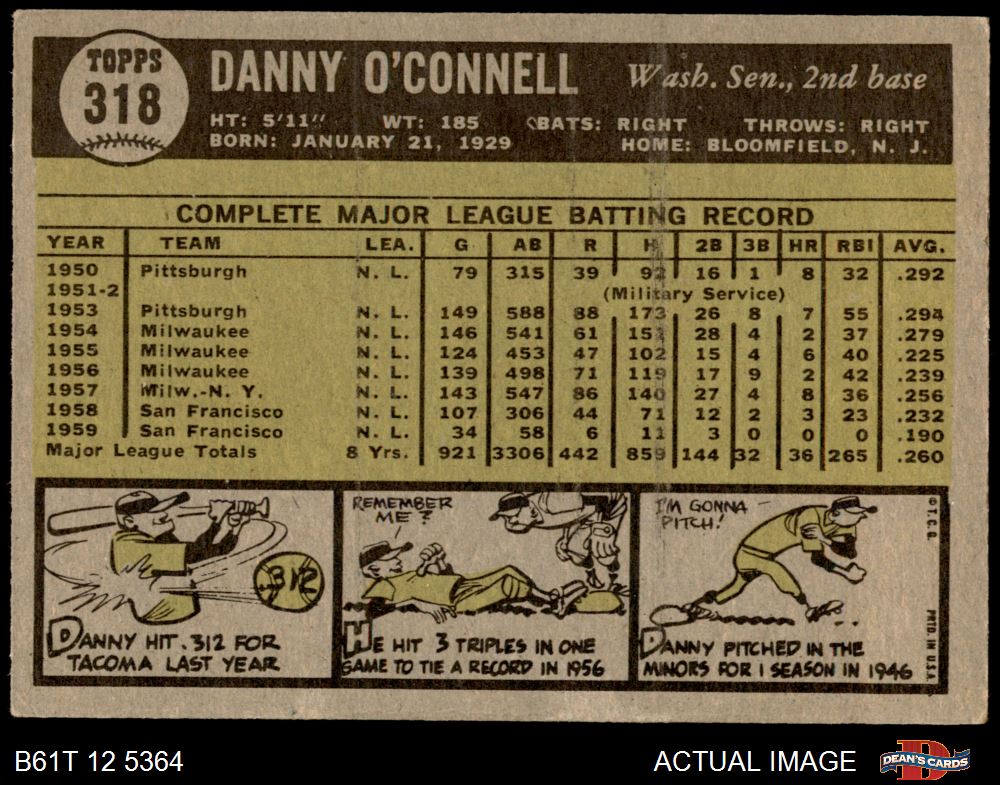 TOPPS
318
DANNY O'CONNELL
Wash. Sen., 2nd base
HT: 5'11" WT: 185 BATS: RIGHT THROWS: RIGHT
BORN: JANUARY 21, 1929 HOME: BLOOMFIELD, N. J.
COMPLETE MAJOR LEAGUE BATTING RECORD
YEAR TEAM LEA. G AB R H 2B 3B HR RBI AVG.
1950 Pittsburgh N. L. 79 315 39 92 16 1 8 32 .292
1951-2 (Military Service)
1953 Pittsburgh N. L. 149 588 88 173 26 8 7 55 .294
1954 Milwaukee N. L. 146 541 61 151 28 4 2 37 .279
1955 Milwaukee N. L. 124 453 47 102 15 4 6 40 .225
1956 Milwaukee N. L. 139 498 71 119 17 9 2 42 .239
1957 Milw.-N. Y. N. L. 143 547 86 140 27 4 8 36 .256
1958 San Francisco N. L. 107 306 44 71 12 2 3 23 .232
1959 San Francisco N. L. 34 58 6 11 3 0 0 0 .190
Major League Totals 8 Yrs. 921 3306 442 859 144 32 36 265 .260
312
DANNY HIT .312 FOR
TACOMA LAST YEAR
REMEMBER
ME?
HE HIT 3 TRIPLES IN ONE
GAME TO TIE A RECORD IN 1956
I'M GONNA
PITCH!
DANNY PITCHED IN THE
MINORS FOR 1 SEASON IN 1946
© T. C. G.
PRTD. IN U.S.A.
B61T 12 5364
ACTUAL IMAGE
DEAN'S CARDS